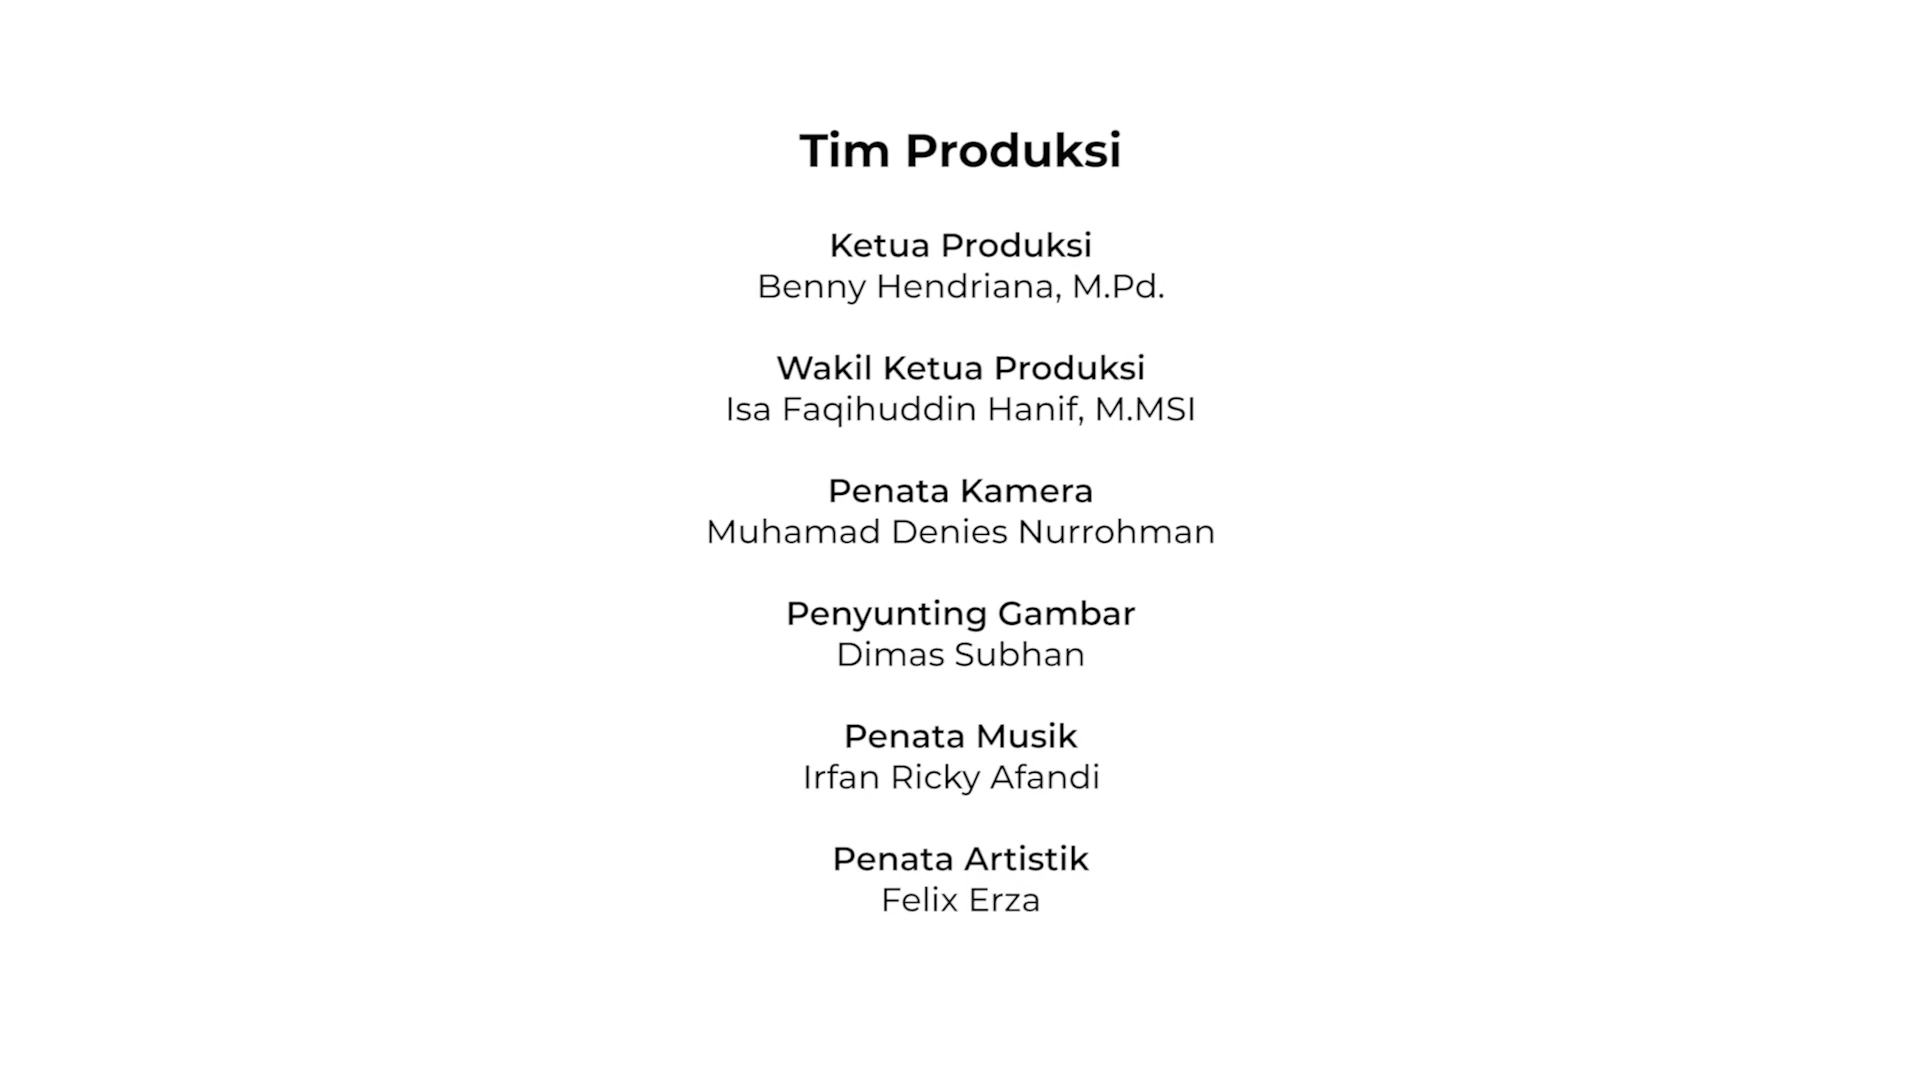 Tim Produksi
Ketua Produksi
Benny Hendriana, M.Pd.
Wakil Ketua Produksi
Isa Faqihuddin Hanif, M.MSI
Penata Kamera
Muhamad Denies Nurrohman
Penyunting Gambar
Dimas Subhan
Penata Musik
Irfan Ricky Afandi
Penata Artistik
Felix Erza